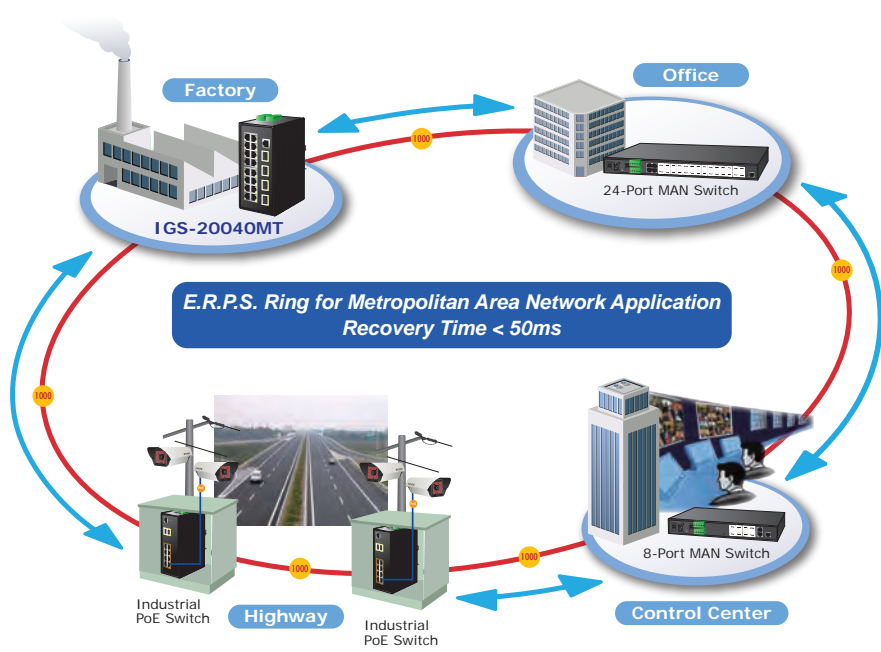 Factory
Office
1000
24-Port MAN Switch
IGS-20040MT
1000
E.R.P.S. Ring for Metropolitan Area Network Application
Recovery Time < 50ms
1000
8-Port MAN Switch
1000
1000
Industrial
PoE Switch
Highway
Industrial
PoE Switch
Control Center